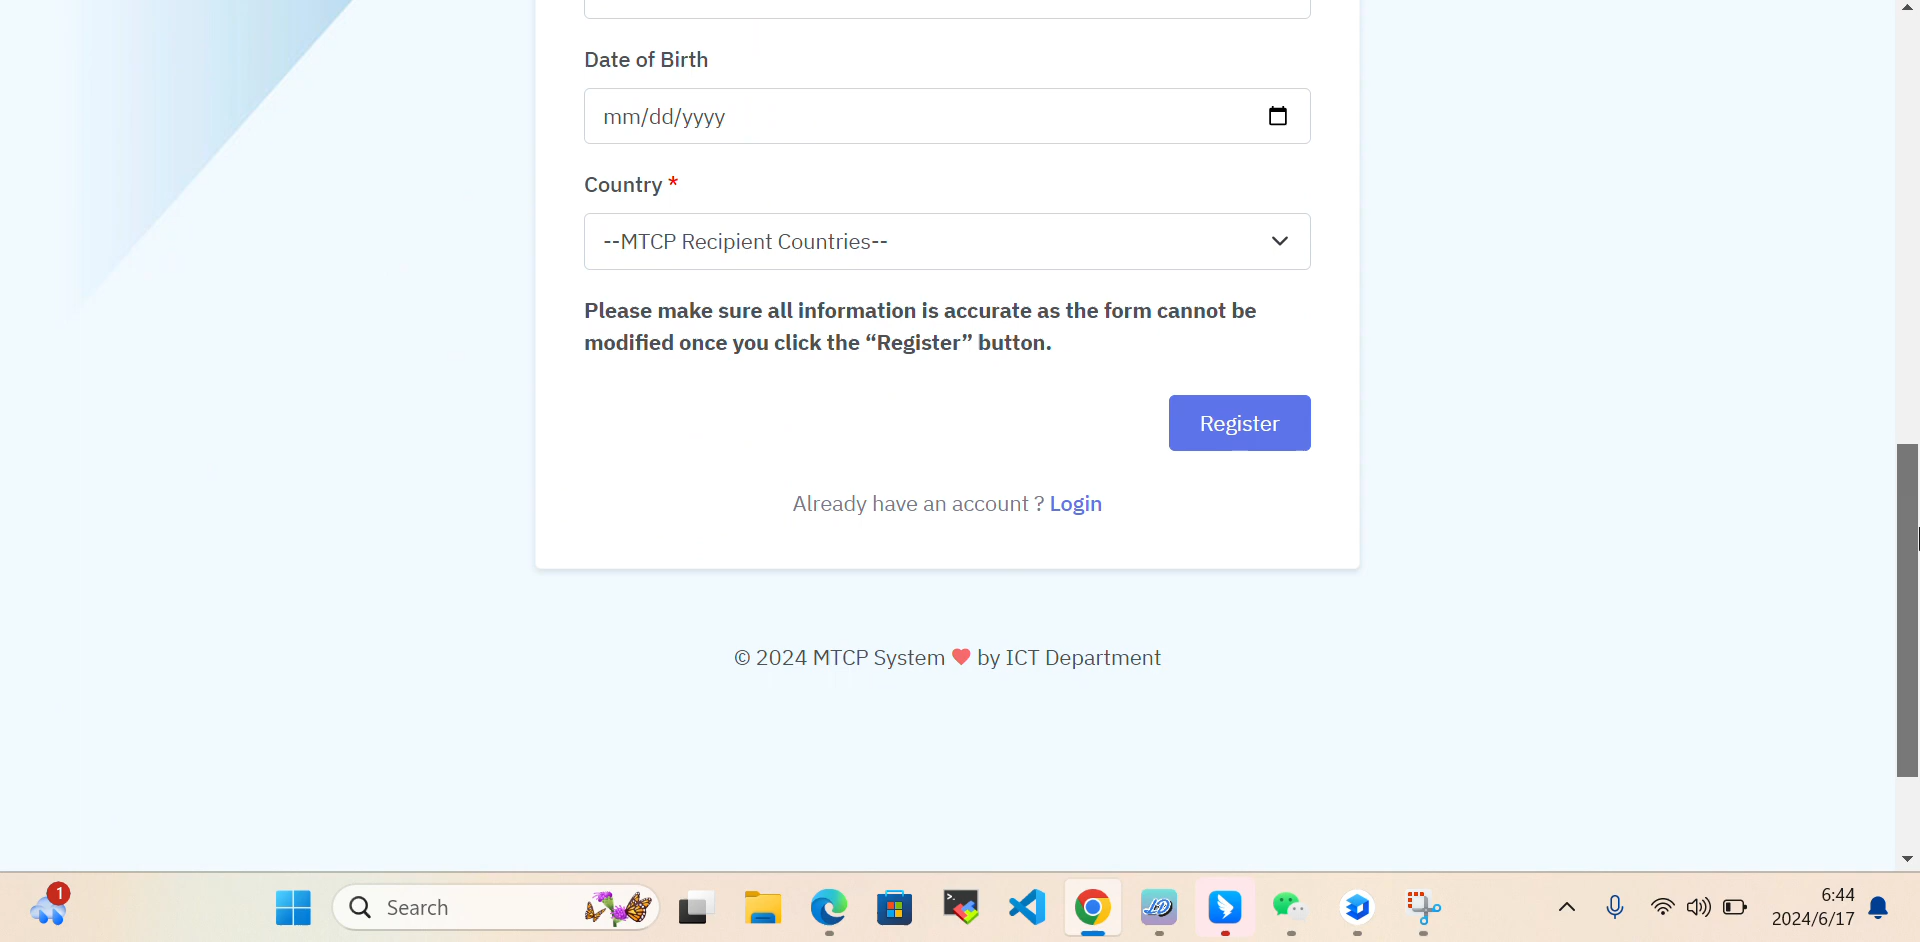 Date of Birth
mm/dd/yyyy
Country *
--MTCP Recipient Countries--
Please make sure all information is accurate as the form cannot be
modified once you click the “Register” button.
Register
Already have an account ? Login
© 2024 MTCP System ❤ by ICT Department
1
Search
6:44
2024/6/17